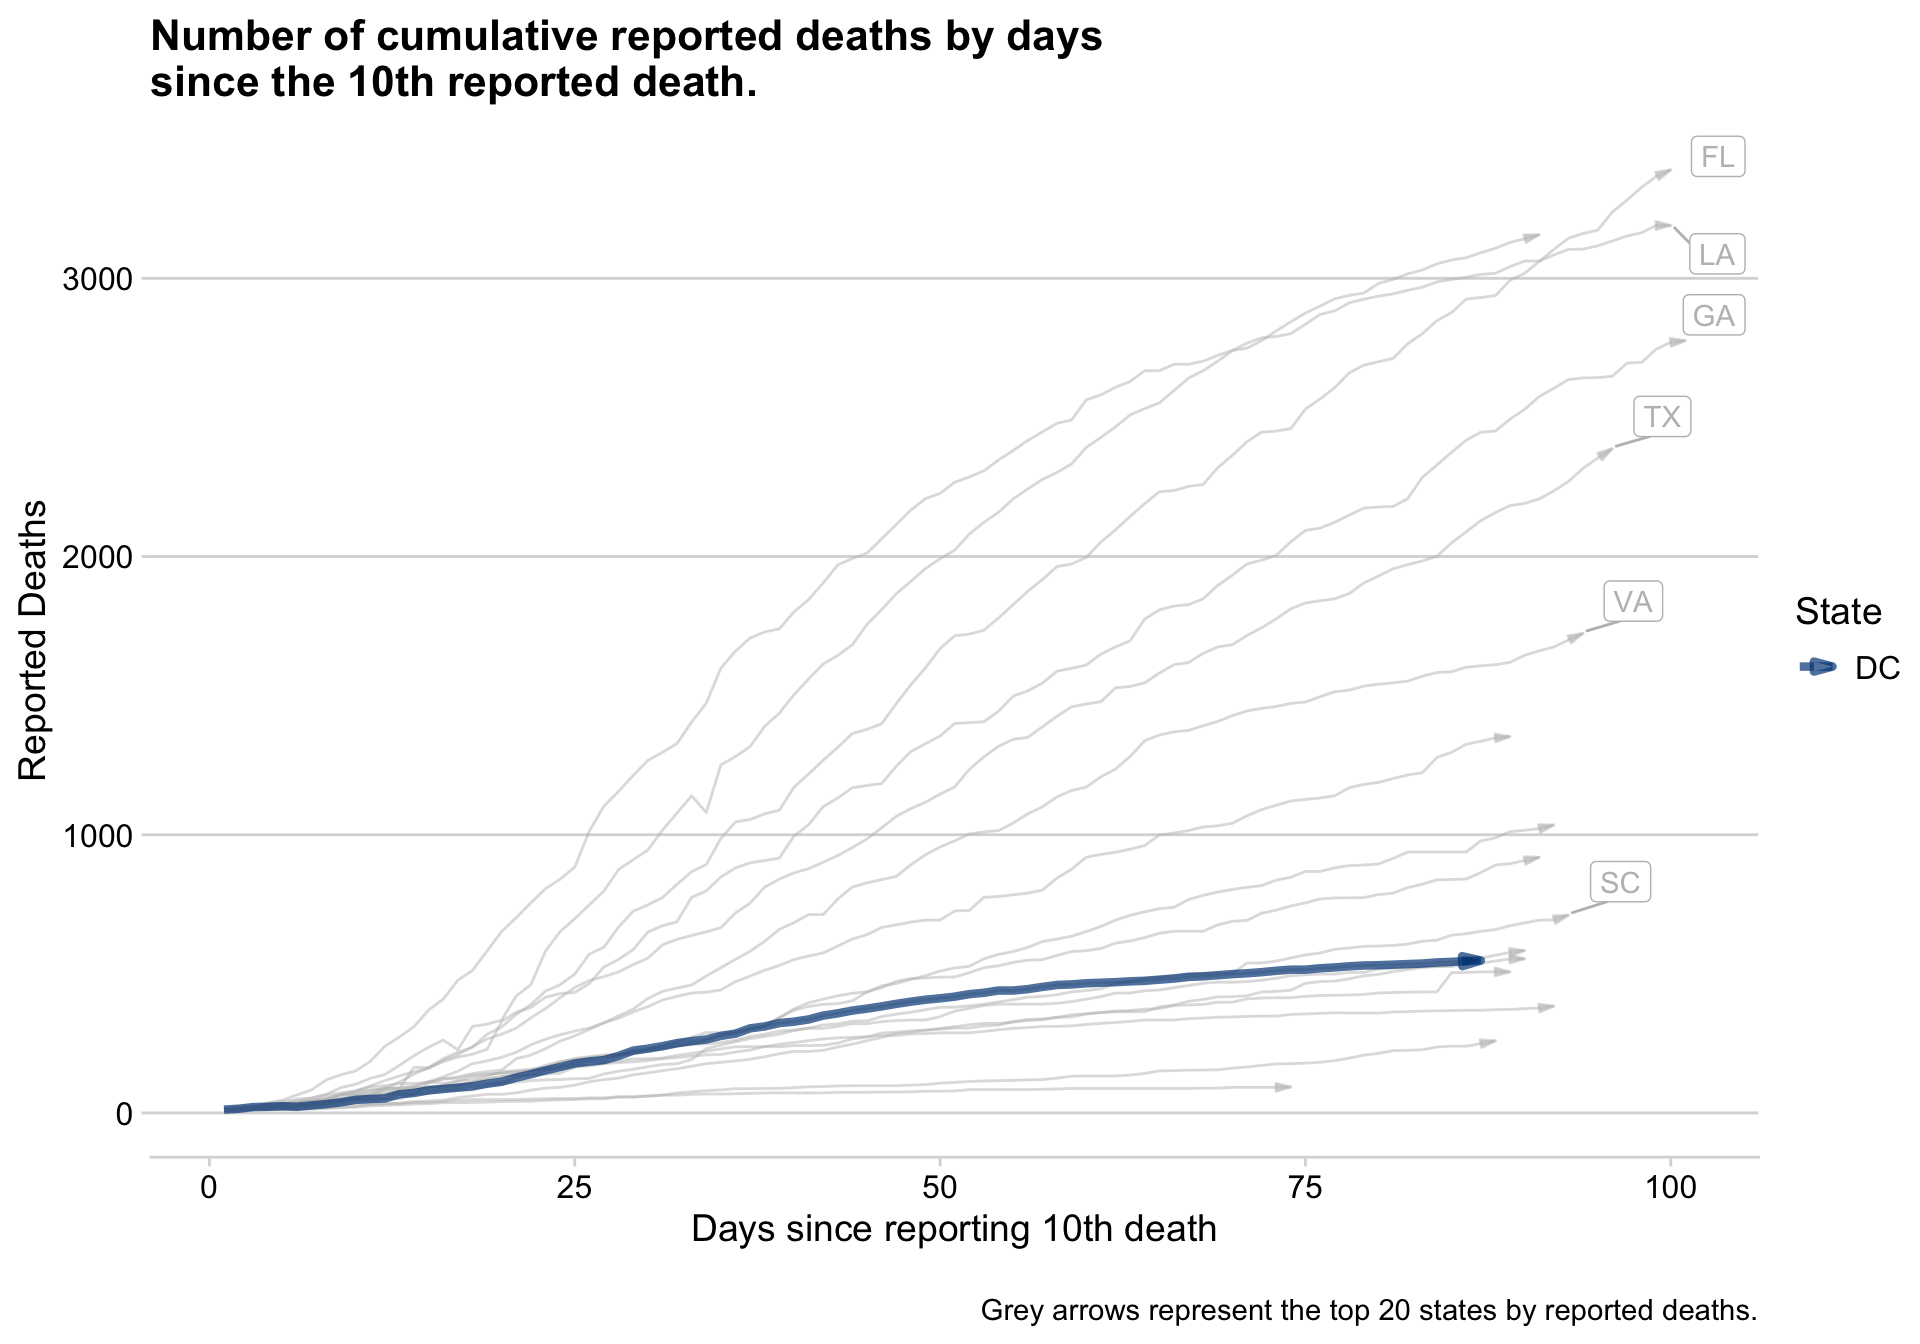 Number of cumulative reported deaths by days
since the 10th reported death.
FL
LA
GA
TX
VA
SC
3000
2000
1000
0
Reported Deaths
State
DC
0 25 50 75 100
Days since reporting 10th death
Grey arrows represent the top 20 states by reported deaths.